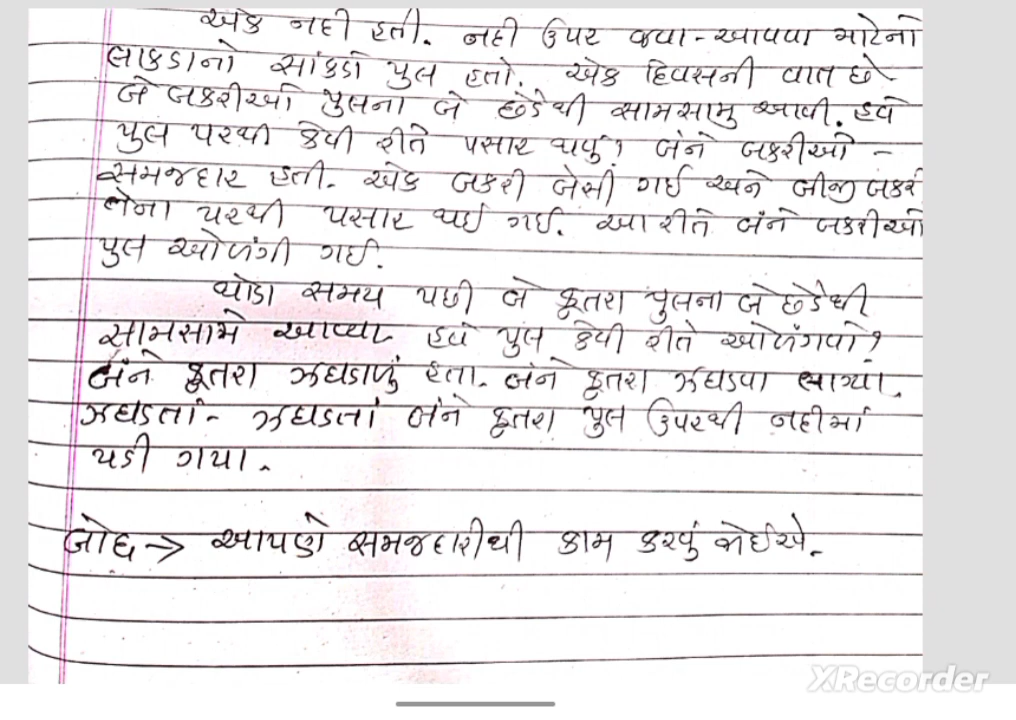 એક નદી હતી. નદી ઉપર જવા-આવવા માટેનો
લાકડાનો સાંકડો પુલ હતો. એક દિવસની વાત છે
બે બકરીઓ પુલના બે છેડેથી સામસામુ આવી. હવે
પુલ પરથી કેવી રીતે પસાર થવું? બંને બકરીઓ -
સમજદાર હતી. એક બકરી બેસી ગઈ અને બીજી બકરી
તેના પરથી પસાર થઈ ગઈ. આ રીતે બંને બકરીઓ
પુલ ઓળંગી ગઈ.
થોડા સમય પછી બે કૂતરા પુલના બે છેડેથી
સામસામે આવ્યા હવે પુલ કેવી રીતે ઓળંગવો?
બંને કૂતરા ઝઘડાળું હતા. બંને કૂતરા ઝઘડવા લાગ્યા.
ઝઘડતાં- ઝઘડતાં બંને કૂતરા પુલ ઉપરથી નદીમાં
પડી ગયા.
બોધ → આપણે સમજદારીથી કામ કરવું જોઈએ.
XRecorder